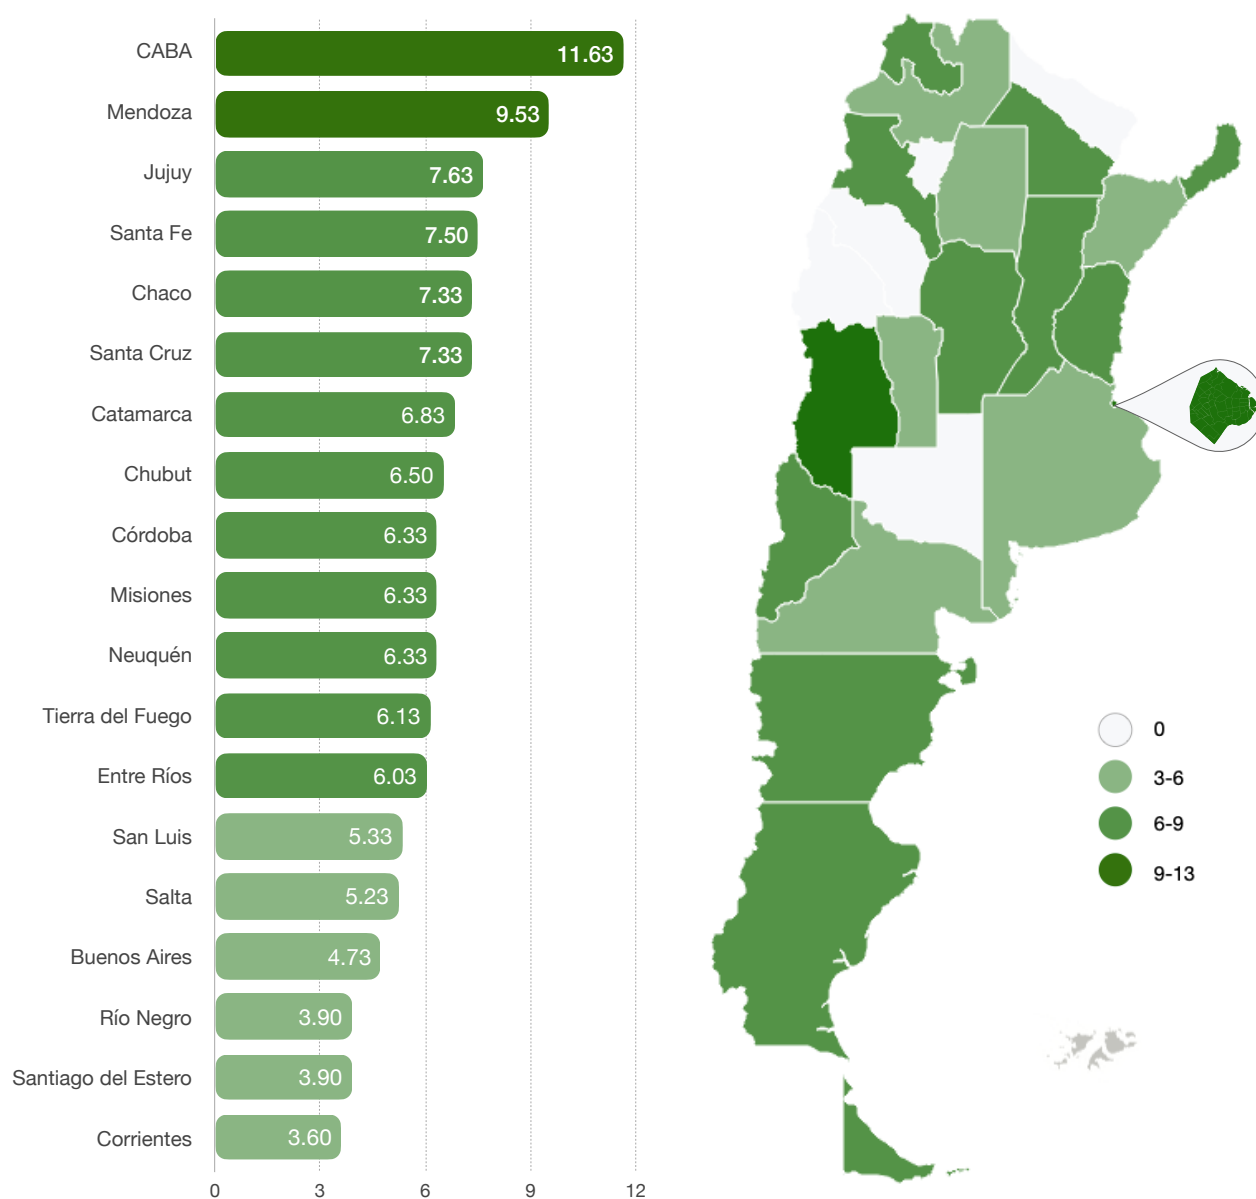 CABA 11.63
Mendoza 9.53
Jujuy 7.63
Santa Fe 7.50
Chaco 7.33
Santa Cruz 7.33
Catamarca 6.83
Chubut 6.50
Córdoba 6.33
Misiones 6.33
Neuquén 6.33
Tierra del Fuego 6.13
Entre Ríos 6.03
San Luis 5.33
Salta 5.23
Buenos Aires 4.73
Río Negro 3.90
Santiago del Estero 3.90
Corrientes 3.60
0 3 6 9 12
0
3-6
6-9
9-13